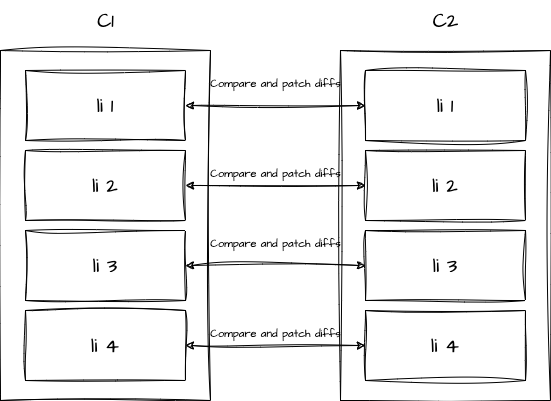 C1
C2
Compare and patch diffs
li 1
li 1
Compare and patch diffs
li 2
li 2
Compare and patch diffs
li 3
li 3
Compare and patch diffs
li 4
li 4